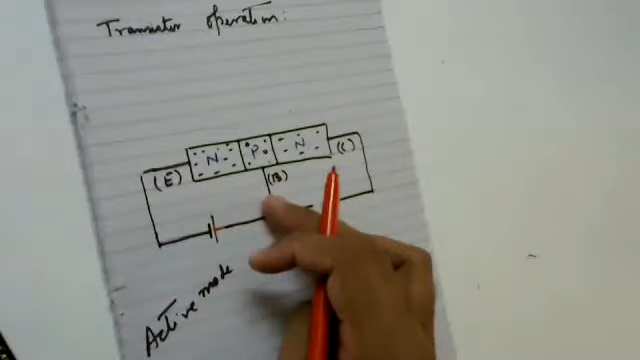 Transistor operation:
N P N
(E) (B) (C)
Active mode